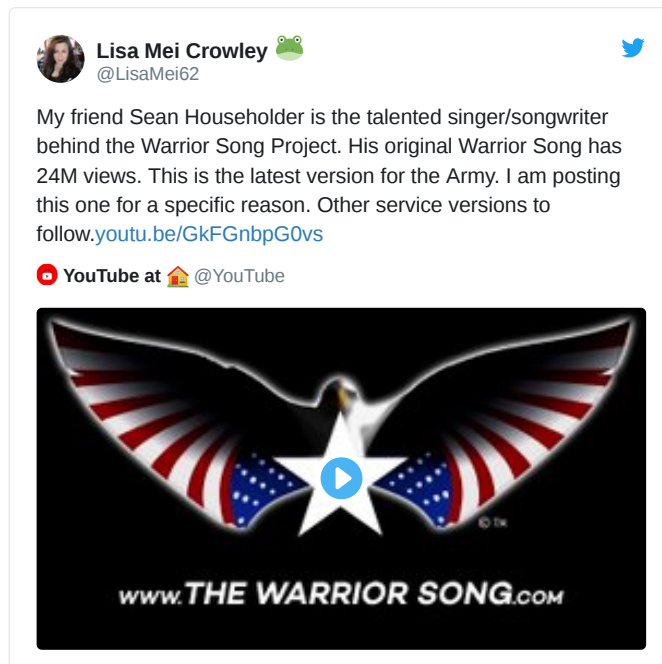 Lisa Mei Crowley 🐸
@LisaMei62
My friend Sean Householder is the talented singer/songwriter
behind the Warrior Song Project. His original Warrior Song has
24M views. This is the latest version for the Army. I am posting
this one for a specific reason. Other service versions to
follow.youtu.be/GkFGnbpG0vs
YouTube at 🏠 @YouTube
©™
www.THE WARRIOR SONG.COM